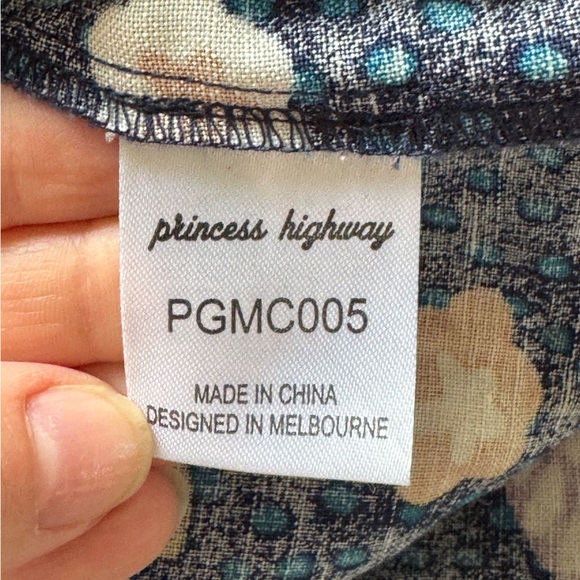 princess highway
PGMC005
MADE IN CHINA
DESIGNED IN MELBOURNE